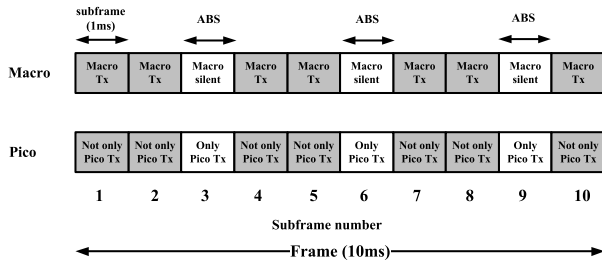 subframe
(1ms)
ABS
ABS
ABS
Macro
Macro Tx
Macro Tx
Macro silent
Macro Tx
Macro Tx
Macro silent
Macro Tx
Macro Tx
Macro silent
Macro Tx
Pico
Not only Pico Tx
Not only Pico Tx
Only Pico Tx
Not only Pico Tx
Not only Pico Tx
Only Pico Tx
Not only Pico Tx
Not only Pico Tx
Only Pico Tx
Not only Pico Tx
1 2 3 4 5 6 7 8 9 10
Subframe number
Frame (10ms)